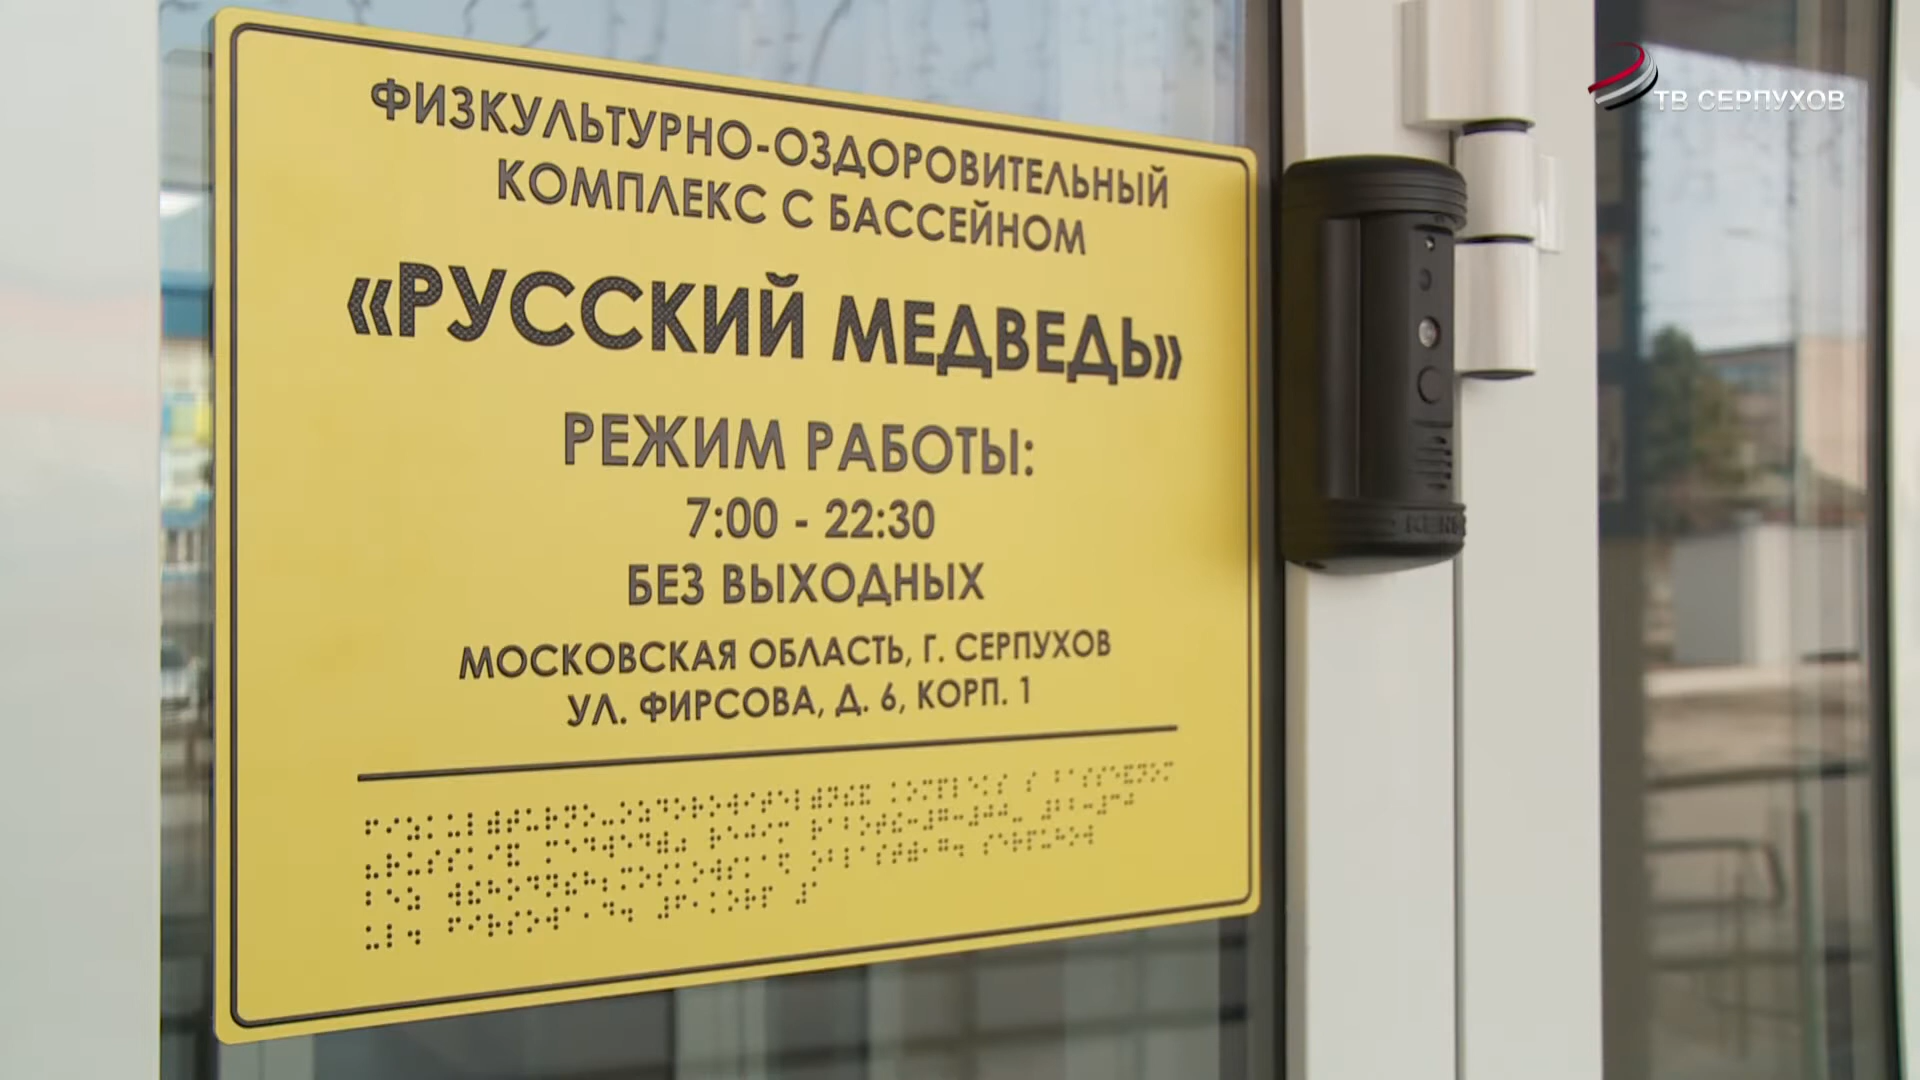 ТВ СЕРПУХОВ
ФИЗКУЛЬТУРНО-ОЗДОРОВИТЕЛЬНЫЙ
КОМПЛЕКС С БАССЕЙНОМ
«РУССКИЙ МЕДВЕДЬ»
РЕЖИМ РАБОТЫ:
7:00 - 22:30
БЕЗ ВЫХОДНЫХ
МОСКОВСКАЯ ОБЛАСТЬ, Г. СЕРПУХОВ
УЛ. ФИРСОВА, Д. 6, КОРП. 1